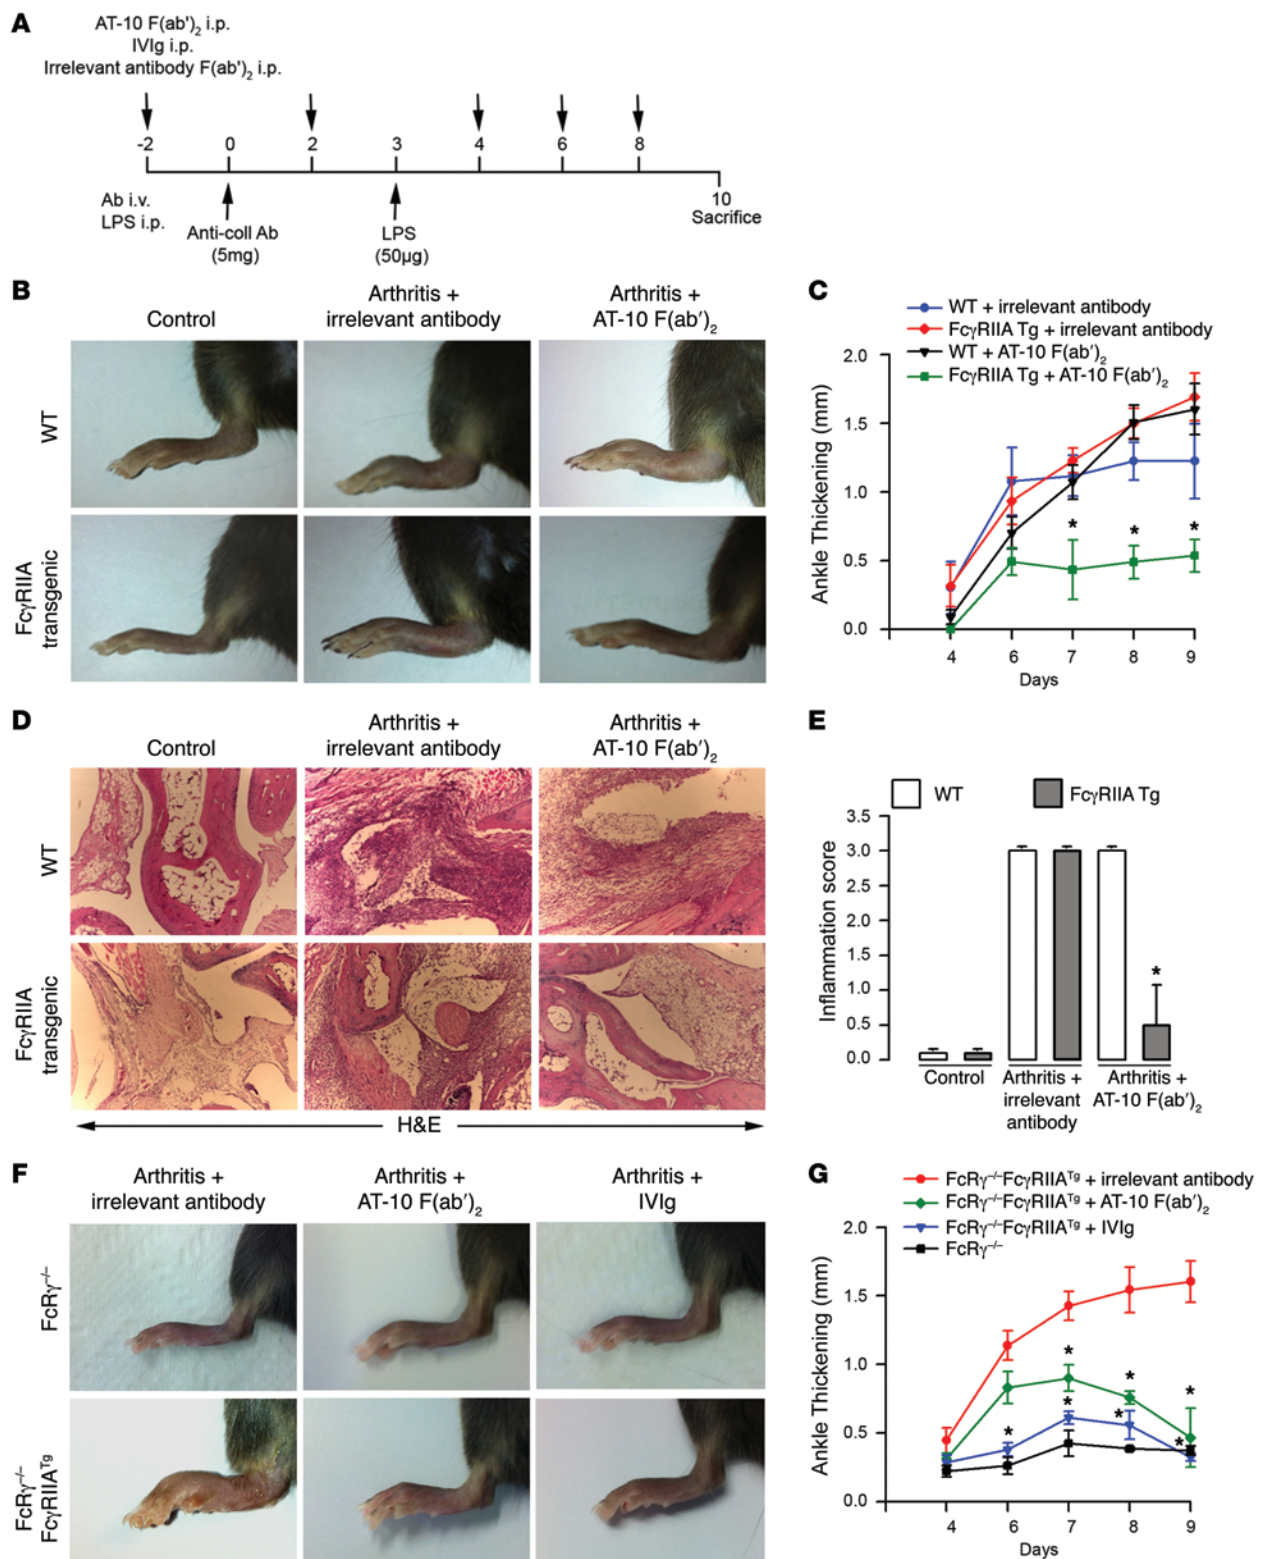 A
AT-10 F(ab')2 i.p.
IVIg i.p.
Irrelevant antibody F(ab')2 i.p.
-2 0 2 3 4 6 8
10
Sacrifice
Ab i.v.
LPS i.p.
Anti-coll Ab
(5mg)
LPS
(50µg)
B
Control
Arthritis +
irrelevant antibody
Arthritis +
AT-10 F(ab′)2
WT
FcγRIIA
transgenic
C
WT + irrelevant antibody
FcγRIIA Tg + irrelevant antibody
WT + AT-10 F(ab′)2
FcγRIIA Tg + AT-10 F(ab′)2
Ankle Thickening (mm)
2.0
1.5
1.0
0.5
0.0
* * *
4 6 7 8 9
Days
D
Control
Arthritis +
irrelevant antibody
Arthritis +
AT-10 F(ab′)2
WT
FcγRIIA
transgenic
H&E
E
WT
FcγRIIA Tg
Inflammation score
3.5
3.0
2.5
2.0
1.5
1.0
0.5
0.0
*
Control
Arthritis +
irrelevant
antibody
Arthritis +
AT-10 F(ab′)2
F
Arthritis +
irrelevant antibody
Arthritis +
AT-10 F(ab′)2
Arthritis +
IVIg
FcRγ−/−
FcRγ−/−
FcγRIIATg
G
FcRγ−/−FcγRIIATg + irrelevant antibody
FcRγ−/−FcγRIIATg + AT-10 F(ab′)2
FcRγ−/−FcγRIIATg + IVIg
FcRγ−/−
Ankle Thickening (mm)
2.0
1.5
1.0
0.5
0.0
* * *
* * * *
4 6 7 8 9
Days